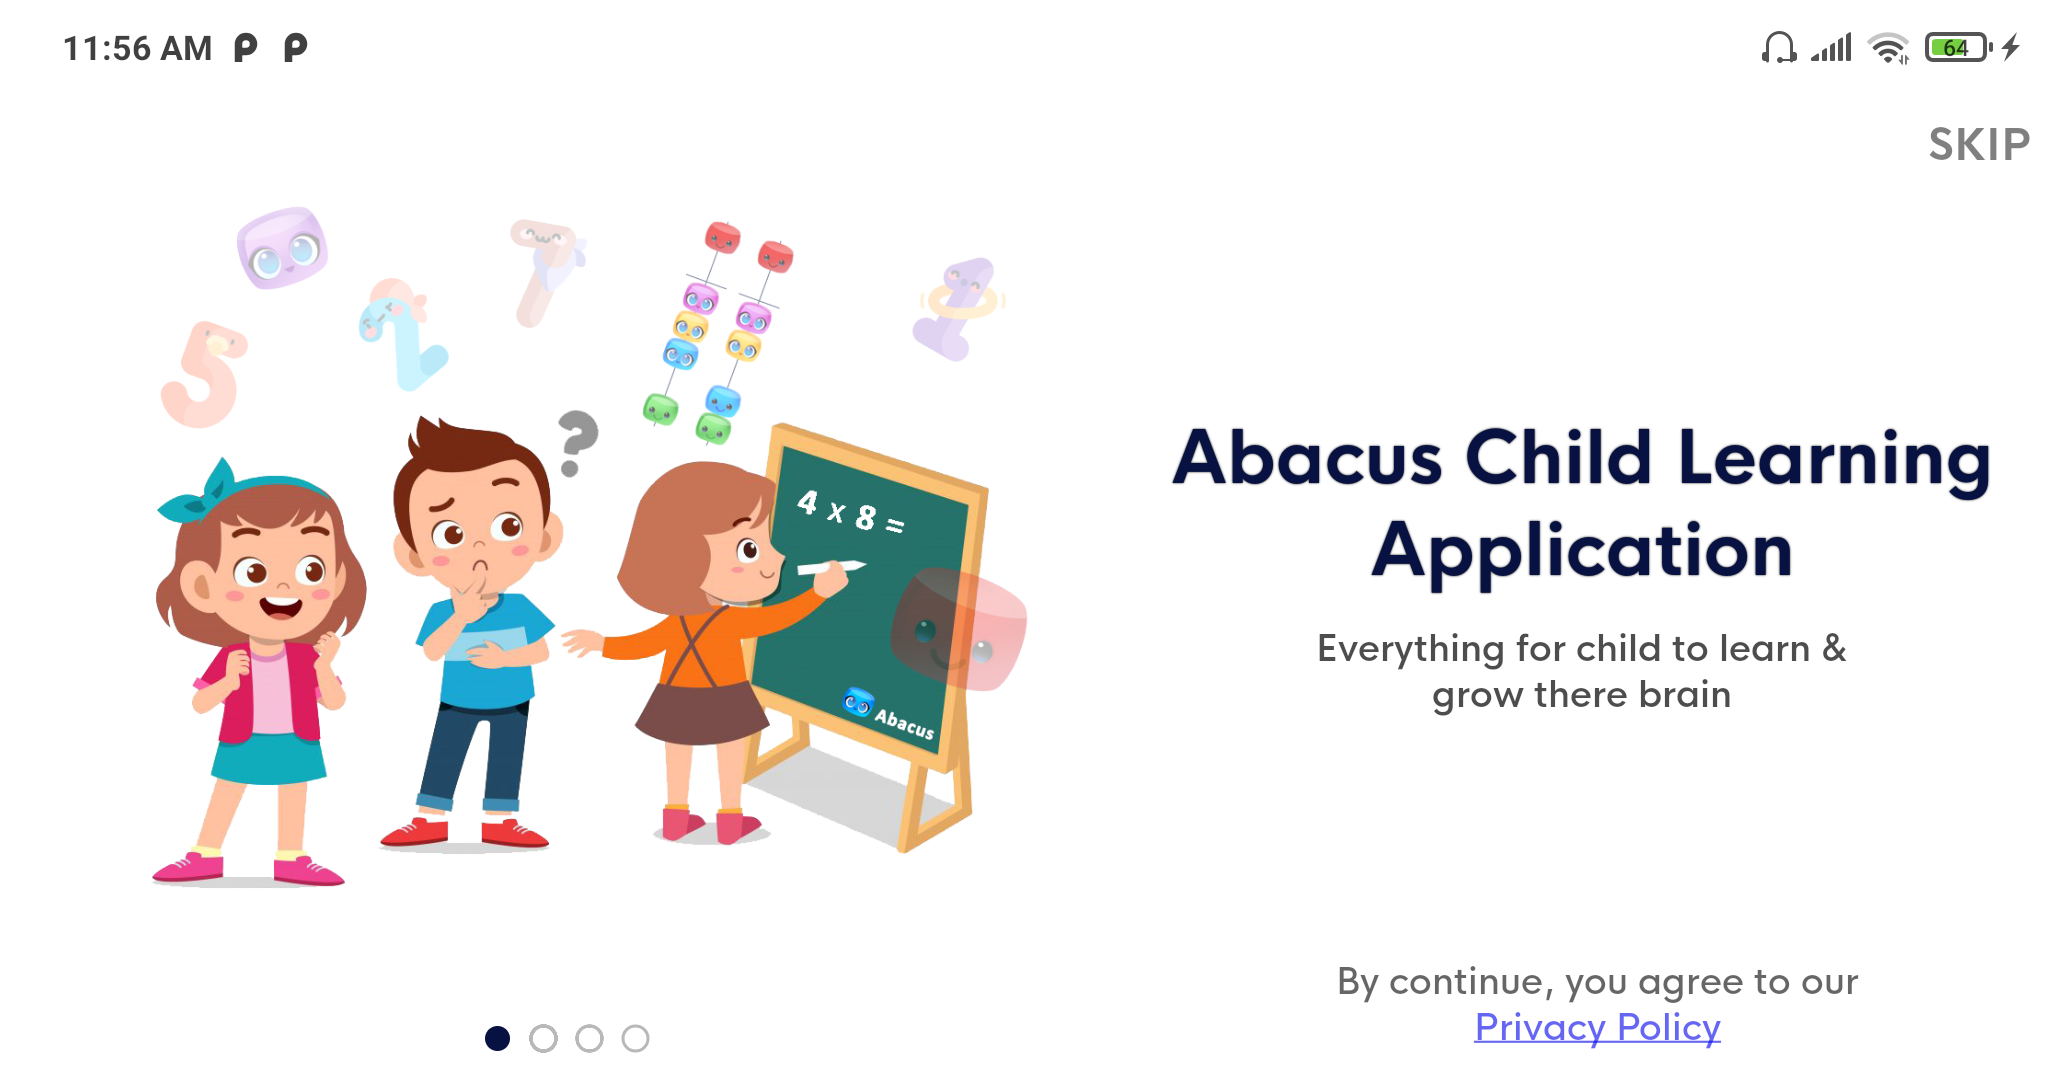 11:56 AM
64
SKIP
5
2
7
1
?
4 x 8 =
Abacus
Abacus Child Learning
Application
Everything for child to learn &
grow there brain
By continue, you agree to our
Privacy Policy